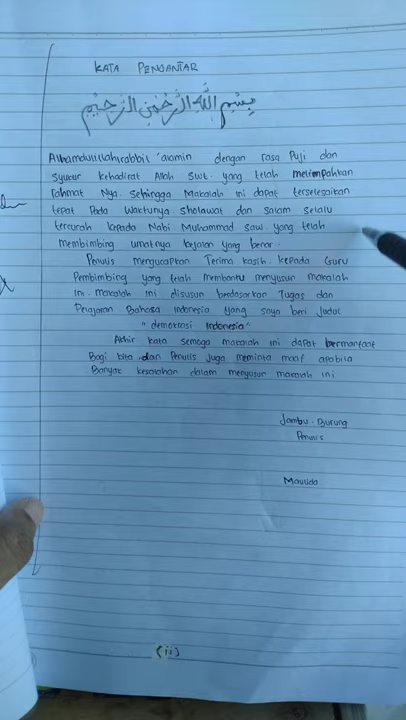 KATA PENGANTAR
بِسْمِ اللَّهِ الرَّحْمَٰنِ الرَّحِيْمِ
Alhamdulillahirabbil 'alamin dengan rasa Puji dan
syukur kehadirat Allah Swt. yang telah melimpahkan
rahmat Nya. Sehingga Makalah ini dapat terselesaikan
tepat Pada Waktunya sholawat dan salam selalu
tercurah kepada Nabi Muhammad saw. yang telah
membimbing umatnya kejalan yang benar.
Penulis mengucapkan Terima kasih. kepada Guru
Pembimbing yang telah membantu menyusun makalah
ini. makalah ini disusun berdasarkan Tugas dan
Pelajaran Bahasa Indonesia yang saya beri Judul
"demokrasi Indonesia"
Akhir kata semoga makalah ini dapat bermanfaat
Bagi kita dan Penulis Juga meminta maaf apabila
Banyak kesalahan dalam menyusun makalah ini
Jambu. Burung
Penulis
Maulida
(ii)